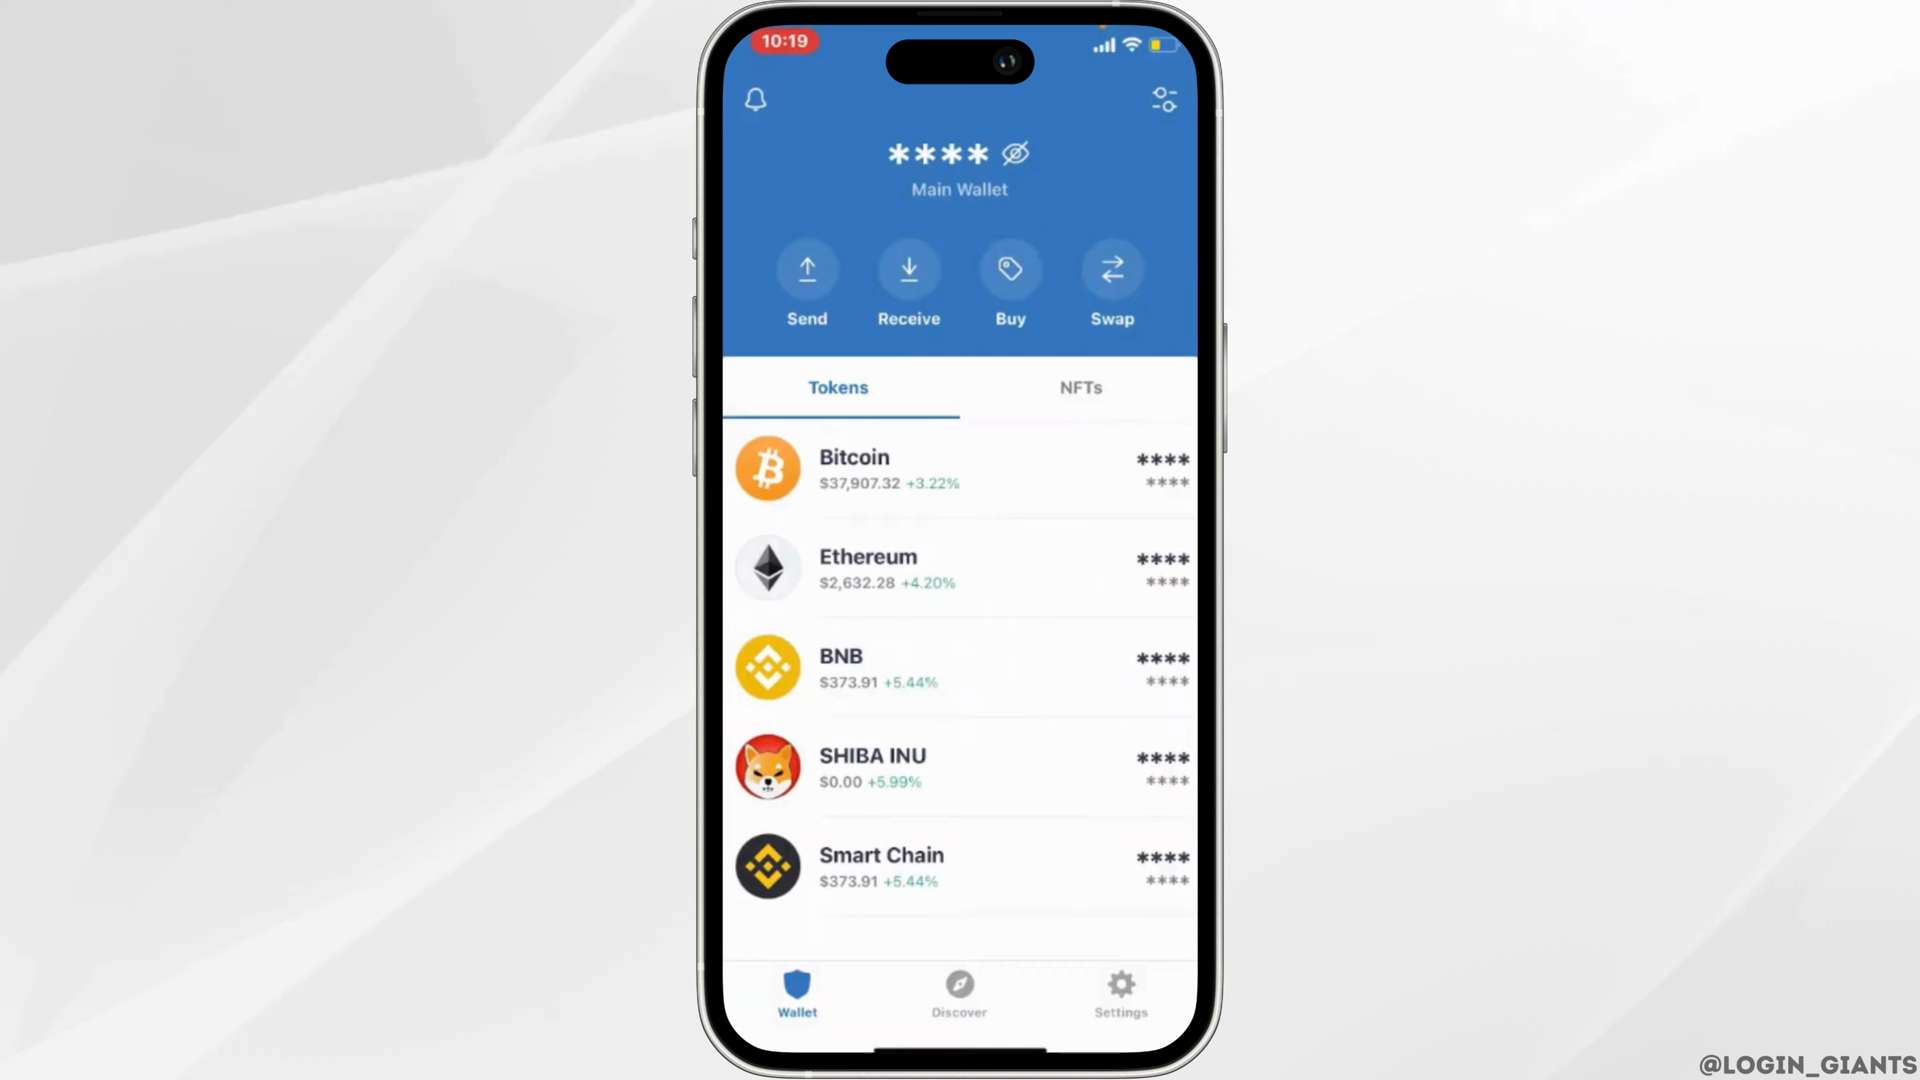 10:19
****
Main Wallet
Send Receive Buy Swap
Tokens NFTs
Bitcoin ****
$37,907.32 +3.22% ****
Ethereum ****
$2,632.28 +4.20% ****
BNB ****
$373.91 +5.44% ****
SHIBA INU ****
$0.00 +5.99% ****
Smart Chain ****
$373.91 +5.44% ****
Wallet Discover Settings
@LOGIN_GIANTS